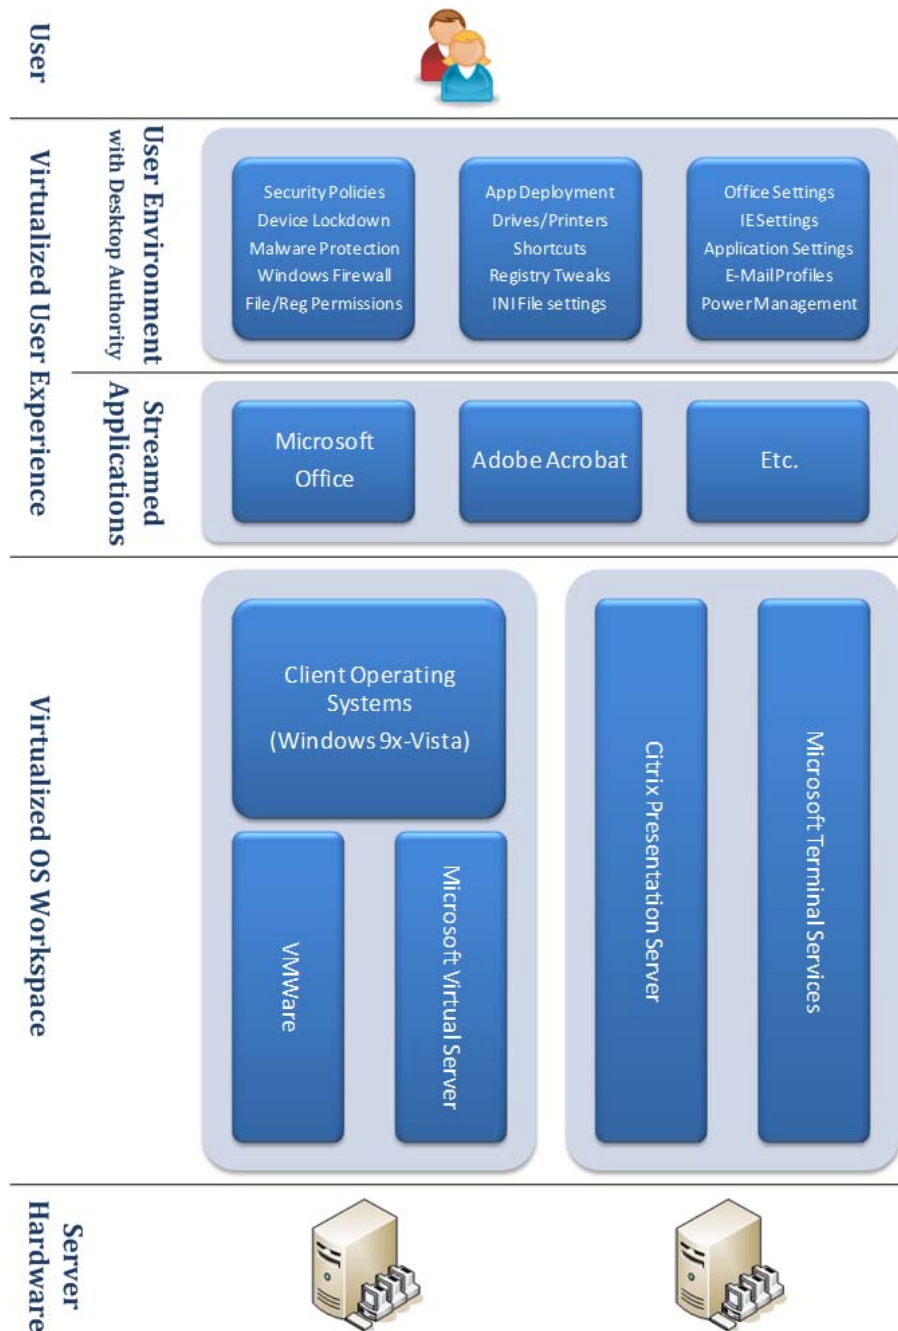 User
Virtualized User Experience
User Environment
with Desktop Authority
Security Policies
Device Lockdown
Malware Protection
Windows Firewall
File/Reg Permissions
App Deployment
Drives/Printers
Shortcuts
Registry Tweaks
INI File settings
Office Settings
IE Settings
Application Settings
E-Mail Profiles
Power Management
Streamed
Applications
Microsoft
Office
Adobe Acrobat
Etc.
Virtualized OS Workspace
Client Operating
Systems
(Windows 9x-Vista)
VMWare
Microsoft Virtual Server
Citrix Presentation Server
Microsoft Terminal Services
Server
Hardware